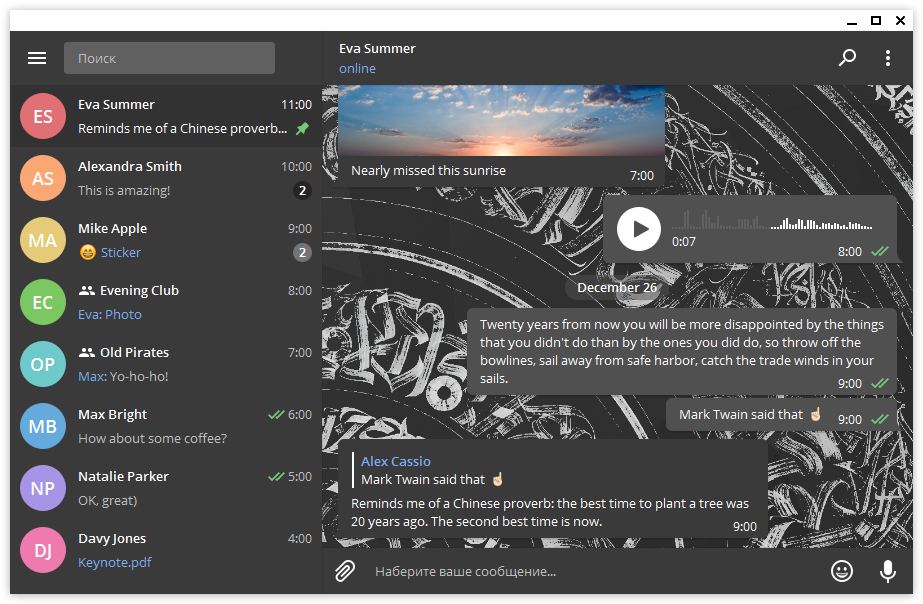 Поиск
Eva Summer
online
ES
Eva Summer
11:00
Reminds me of a Chinese proverb...
AS
Alexandra Smith
10:00
This is amazing!
2
MA
Mike Apple
9:00
😄 Sticker
2
EC
Evening Club
8:00
Eva: Photo
OP
Old Pirates
7:00
Max: Yo-ho-ho!
MB
Max Bright
6:00
How about some coffee?
NP
Natalie Parker
5:00
OK, great)
DJ
Davy Jones
4:00
Keynote.pdf
Nearly missed this sunrise
7:00
0:07
8:00
December 26
Twenty years from now you will be more disappointed by the things
that you didn't do than by the ones you did do, so throw off the
bowlines, sail away from safe harbor, catch the trade winds in your
sails.
9:00
Mark Twain said that ☝🏻
9:00
Alex Cassio
Mark Twain said that ☝🏻
Reminds me of a Chinese proverb: the best time to plant a tree was
20 years ago. The second best time is now.
9:00
Наберите ваше сообщение...